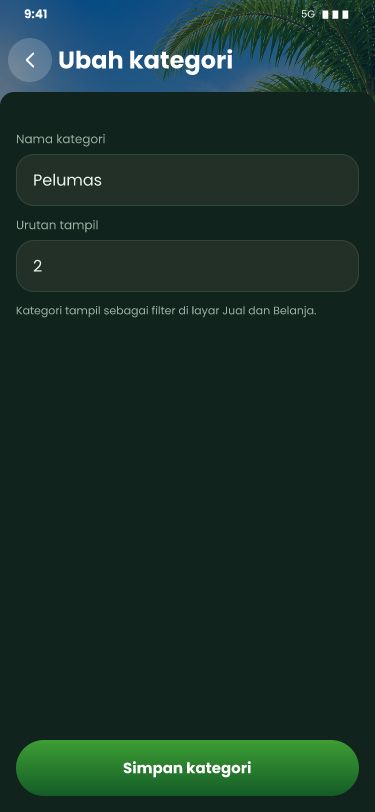 9:41
5G
Ubah kategori
Nama kategori
Pelumas
Urutan tampil
2
Kategori tampil sebagai filter di layar Jual dan Belanja.
Simpan kategori